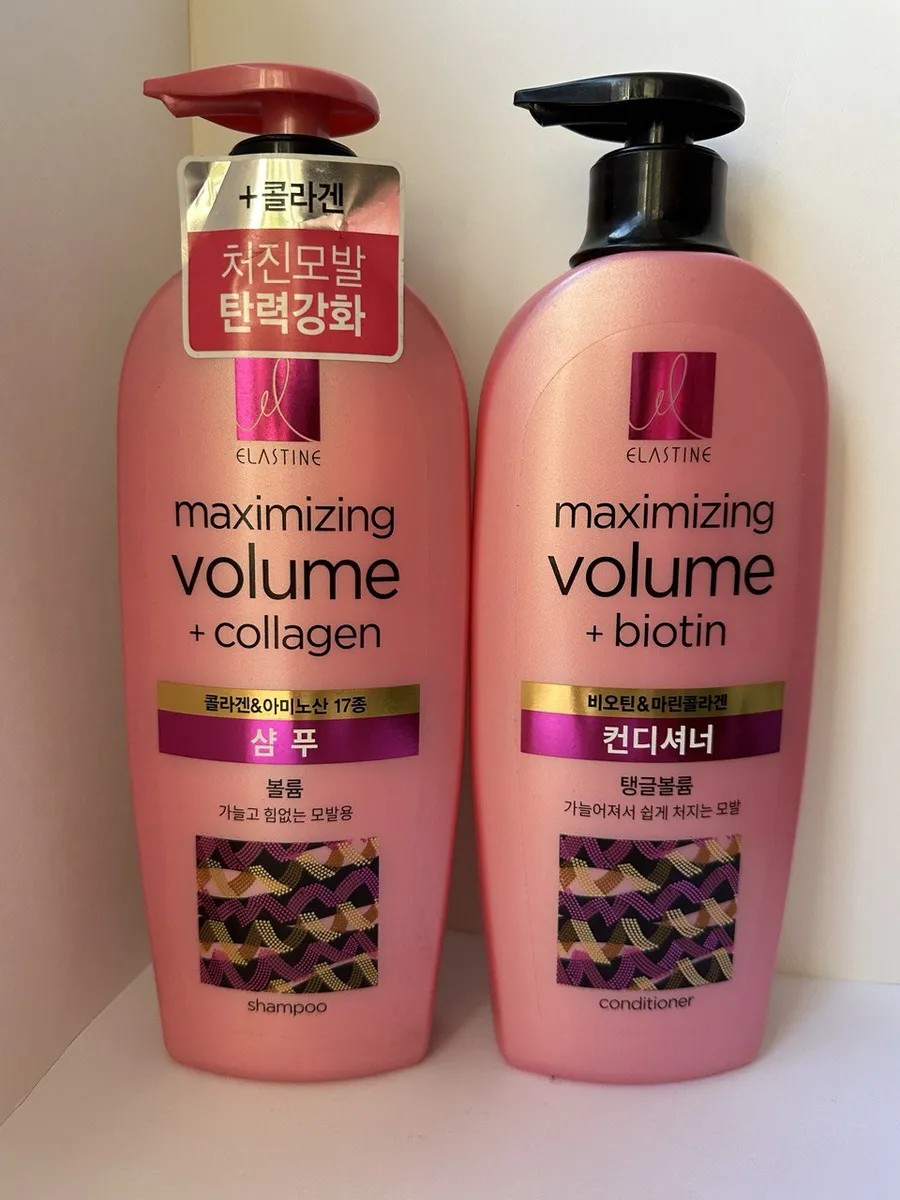 +콜라겐
처진모발
탄력강화
el
ELASTINE
maximizing
volume
+ collagen
콜라겐&아미노산 17종
샴 푸
볼륨
가늘고 힘없는 모발용
shampoo
el
ELASTINE
maximizing
volume
+ biotin
비오틴&마린콜라겐
컨디셔너
탱글볼륨
가늘어져서 쉽게 처지는 모발
conditioner